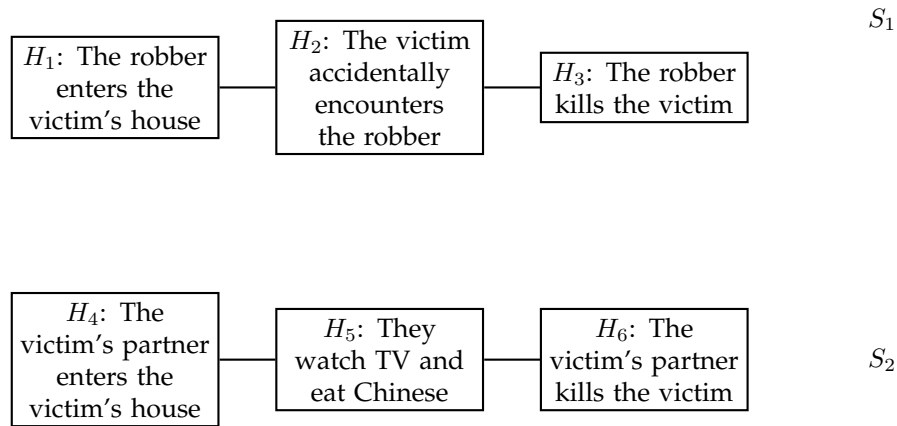 S₁
H₁: The robber
enters the
victim's house
H₂: The victim
accidentally
encounters
the robber
H₃: The robber
kills the victim
H₄: The
victim's partner
enters the
victim's house
H₅: They
watch TV and
eat Chinese
H₆: The
victim's partner
kills the victim
S₂